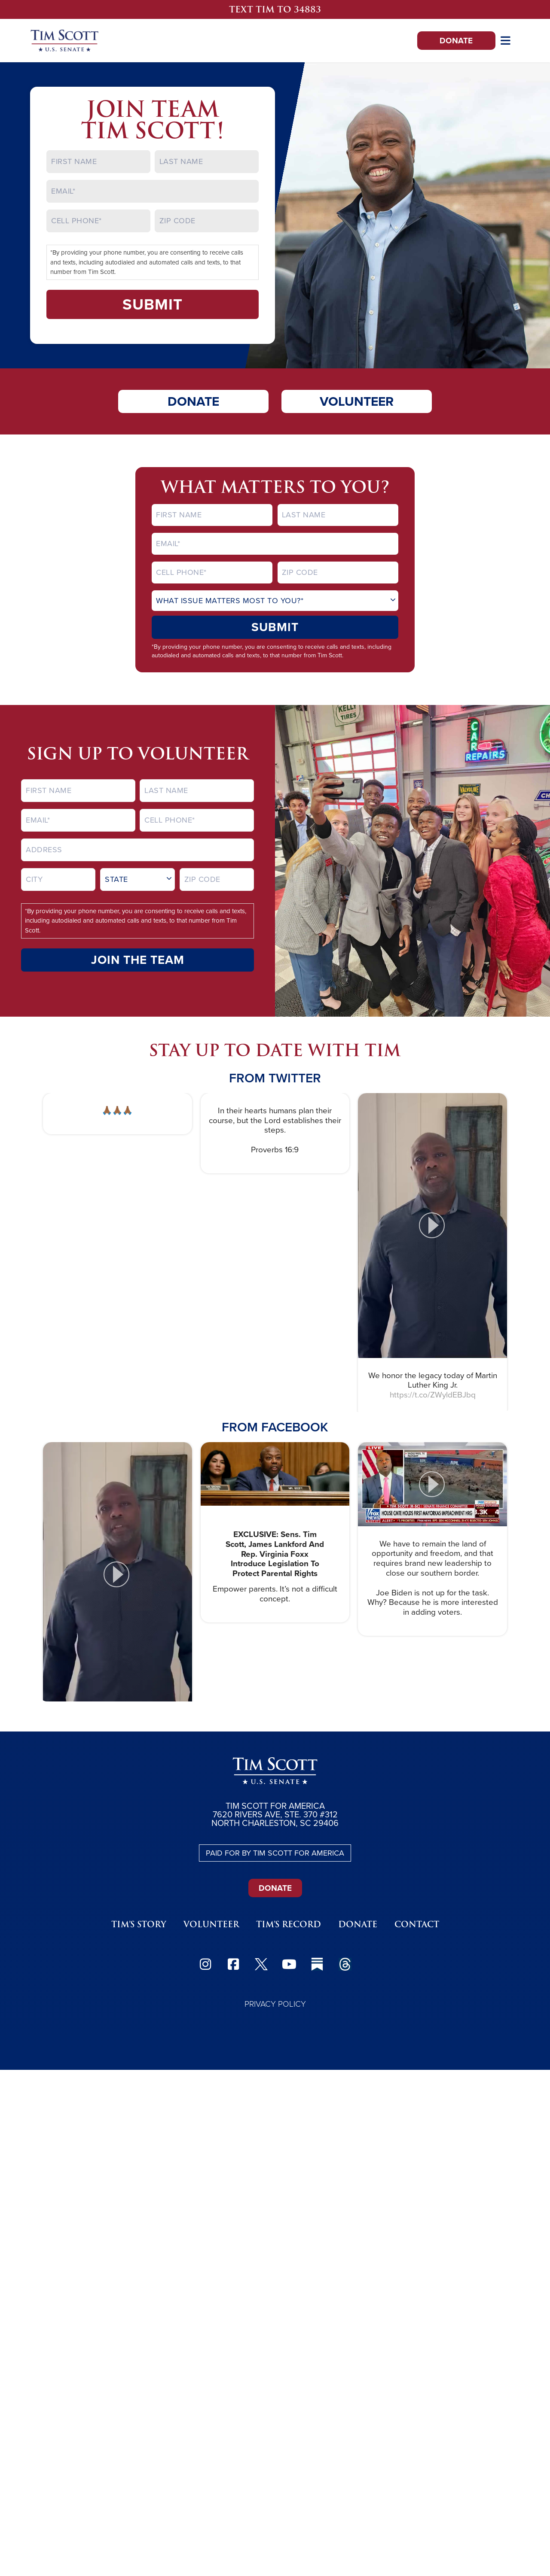 TEXT TIM TO 34883
TIM SCOTT
★ U.S. SENATE ★
DONATE
JOIN TEAM
TIM SCOTT!
FIRST NAME
LAST NAME
EMAIL*
CELL PHONE*
ZIP CODE
*By providing your phone number, you are consenting to receive calls
and texts, including autodialed and automated calls and texts, to that
number from Tim Scott.
SUBMIT
DONATE
VOLUNTEER
WHAT MATTERS TO YOU?
FIRST NAME
LAST NAME
EMAIL*
CELL PHONE*
ZIP CODE
WHAT ISSUE MATTERS MOST TO YOU?*
SUBMIT
*By providing your phone number, you are consenting to receive calls and texts, including
autodialed and automated calls and texts, to that number from Tim Scott.
SIGN UP TO VOLUNTEER
FIRST NAME
LAST NAME
EMAIL*
CELL PHONE*
ADDRESS
CITY
STATE
ZIP CODE
*By providing your phone number, you are consenting to receive calls and texts,
including autodialed and automated calls and texts, to that number from Tim
Scott.
JOIN THE TEAM
KELLY
TIRES
CAR
REPAIRS
VALVOLINE
STAY UP TO DATE WITH TIM
FROM TWITTER
🙏🏾🙏🏾🙏🏾
In their hearts humans plan their
course, but the Lord establishes their
steps.
Proverbs 16:9
We honor the legacy today of Martin
Luther King Jr.
https://t.co/ZWyIdEBJbq
FROM FACEBOOK
EXCLUSIVE: Sens. Tim
Scott, James Lankford And
Rep. Virginia Foxx
Introduce Legislation To
Protect Parental Rights
Empower parents. It's not a difficult
concept.
LIVE
HOUSE CMTE HOLDS FIRST MAYORKAS IMPEACHMENT HRG
We have to remain the land of
opportunity and freedom, and that
requires brand new leadership to
close our southern border.
Joe Biden is not up for the task.
Why? Because he is more interested
in adding voters.
TIM SCOTT
★ U.S. SENATE ★
TIM SCOTT FOR AMERICA
7620 RIVERS AVE, STE. 370 #312
NORTH CHARLESTON, SC 29406
PAID FOR BY TIM SCOTT FOR AMERICA
DONATE
TIM'S STORY
VOLUNTEER
TIM'S RECORD
DONATE
CONTACT
PRIVACY POLICY